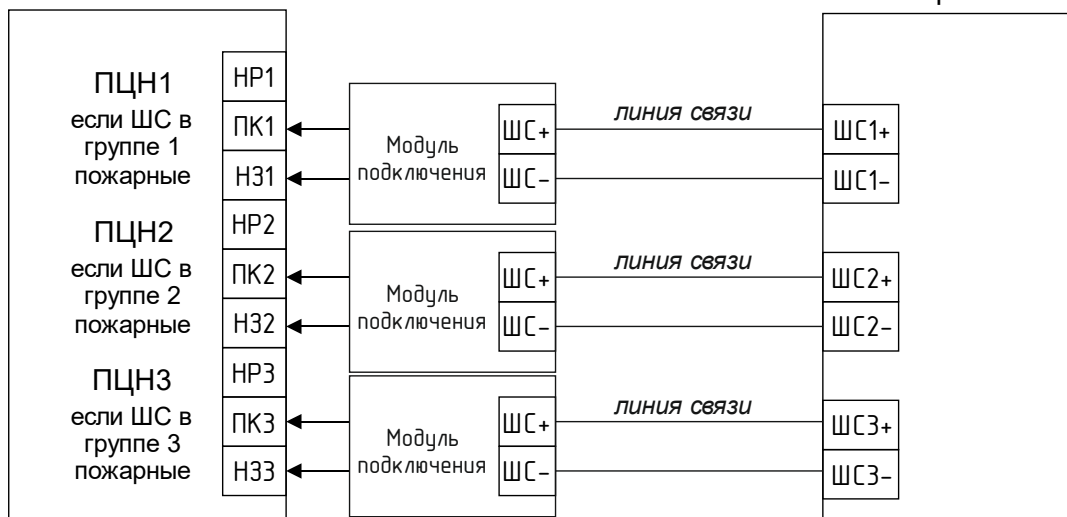 ПЦН1
если ШС в
группе 1
пожарные
НР1
ПК1
НЗ1
Модуль
подключения
ШС+
ШС-
линия связи
ШС1+
ШС1-
ПЦН2
если ШС в
группе 2
пожарные
НР2
ПК2
НЗ2
Модуль
подключения
ШС+
ШС-
линия связи
ШС2+
ШС2-
ПЦН3
если ШС в
группе 3
пожарные
НР3
ПК3
НЗ3
Модуль
подключения
ШС+
ШС-
линия связи
ШС3+
ШС3-